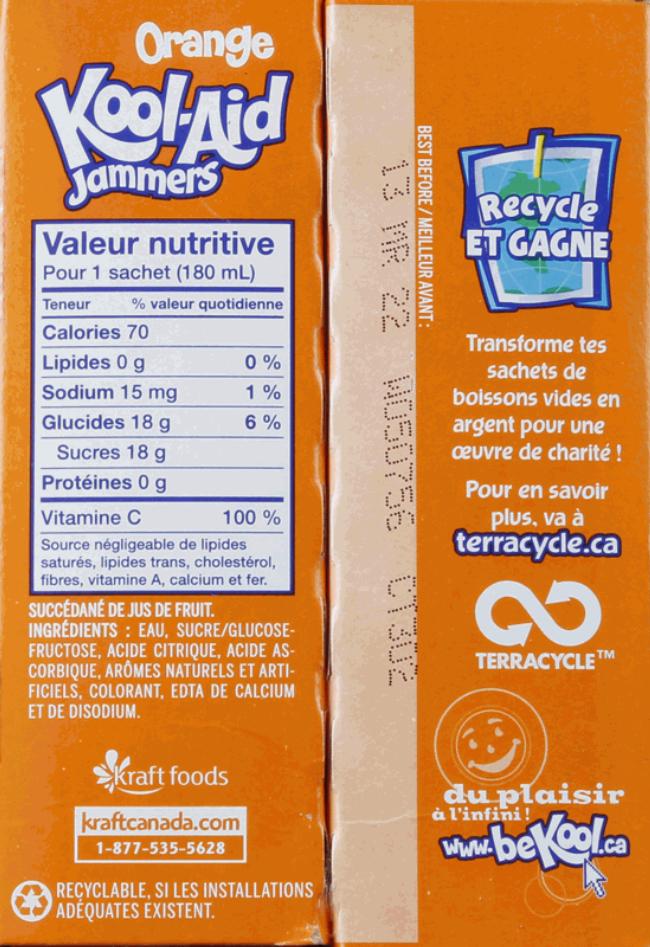 Orange
Kool-Aid
Jammers
Valeur nutritive
Pour 1 sachet (180 mL)
Teneur % valeur quotidienne
Calories 70
Lipides 0 g 0 %
Sodium 15 mg 1 %
Glucides 18 g 6 %
Sucres 18 g
Protéines 0 g
Vitamine C 100 %
Source négligeable de lipides
saturés, lipides trans, cholestérol,
fibres, vitamine A, calcium et fer.
SUCCÉDANÉ DE JUS DE FRUIT.
INGRÉDIENTS : EAU, SUCRE/GLUCOSE-
FRUCTOSE, ACIDE CITRIQUE, ACIDE AS-
CORBIQUE, ARÔMES NATURELS ET ARTI-
FICIELS, COLORANT, EDTA DE CALCIUM
ET DE DISODIUM.
kraft foods
kraftcanada.com
1-877-535-5628
RECYCLABLE, SI LES INSTALLATIONS
ADÉQUATES EXISTENT.
BEST BEFORE / MEILLEUR AVANT :
13 MR 22
Recycle
ET GAGNE
Transforme tes
sachets de
boissons vides en
argent pour une
œuvre de charité !
Pour en savoir
plus, va à
terracycle.ca
TERRACYCLE™
du plaisir
à l'infini !
www.beKool.ca